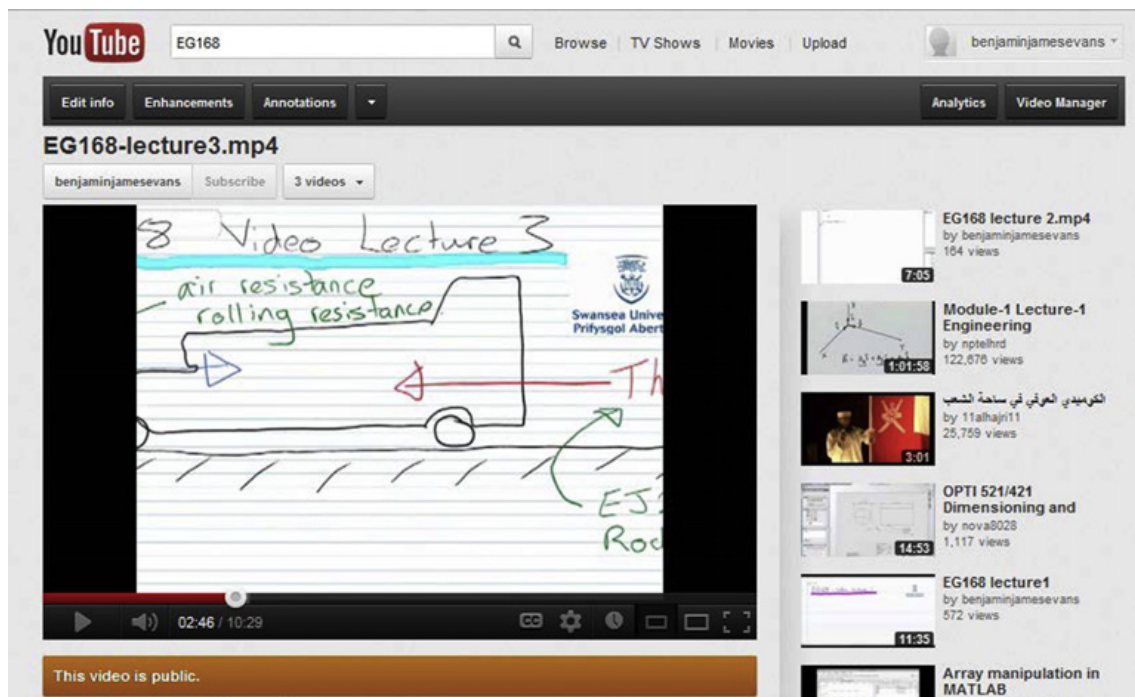 YouTube
EG168
Browse
TV Shows
Movies
Upload
benjaminjamesevans
Edit info
Enhancements
Annotations
Analytics
Video Manager
EG168-lecture3.mp4
benjaminjamesevans
Subscribe
3 videos
8 Video Lecture 3
air resistance
rolling resistance
Swansea Unive
Prifysgol Abert
Th
EJ
Roc
02:46 / 10:29
CC
This video is public.
EG168 lecture 2.mp4
by benjaminjamesevans
164 views
7:05
Module-1 Lecture-1
Engineering
by nptelhrd
122,676 views
1:01:58
الكوميدي العوفي في ساحة الشعب
by 11alhajri11
25,759 views
3:01
OPTI 521/421
Dimensioning and
by nova8028
1,117 views
14:53
EG168 lecture1
by benjaminjamesevans
572 views
11:35
Array manipulation in
MATLAB